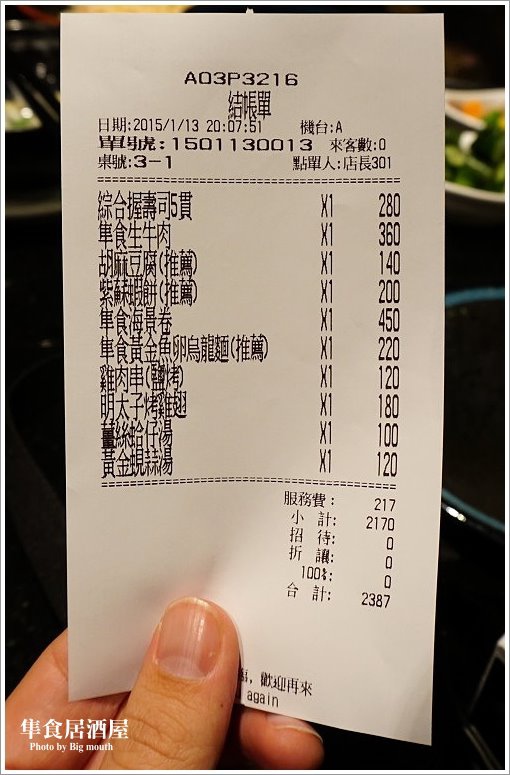 A03P3216
結帳單
日期:2015/1/13 20:07:51 機台:A
單號:1501130013 來客數:0
桌號:3-1 點單人:店長301
綜合握壽司5貫 X1 280
隼食生牛肉 X1 360
胡麻豆腐(推薦) X1 140
紫蘇蝦餅(推薦) X1 200
隼食海景卷 X1 450
隼食黃金魚卵烏龍麵(推薦) X1 220
雞肉串(鹽烤) X1 120
明太子烤雞翅 X1 180
薑絲蛤仔湯 X1 100
黃金蜆蒜湯 X1 120
服務費: 217
小 計: 2170
招 待: 0
折 讓: 0
100%: 0
合 計: 2387
,歡迎再來
again
隼食居酒屋
Photo by Big mouth